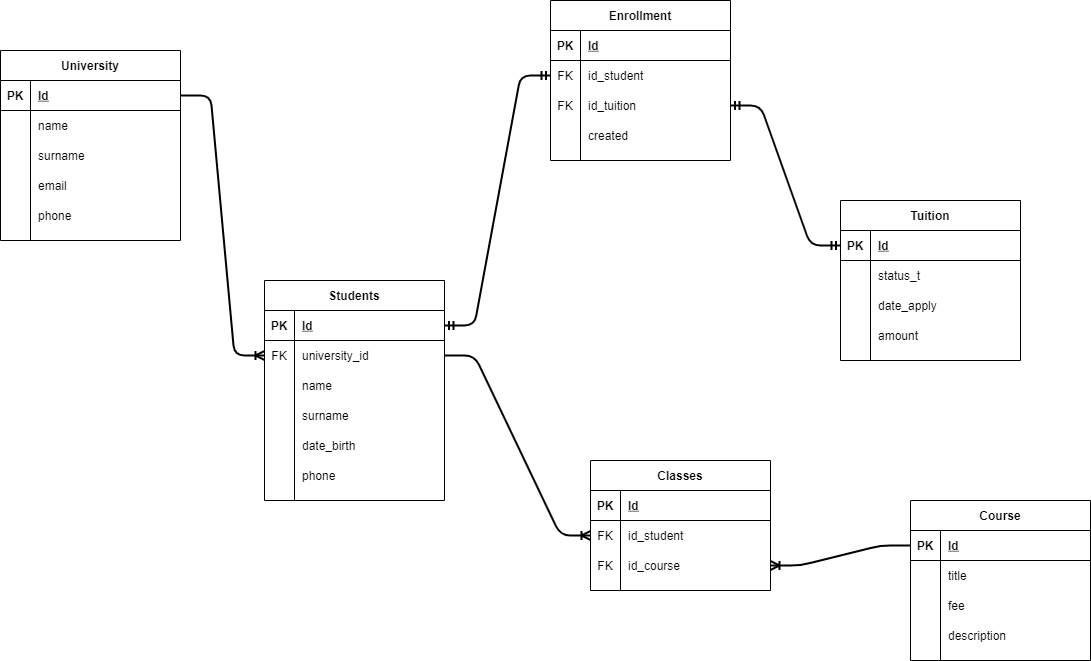 University
PK Id
name
surname
email
phone
Students
PK Id
FK university_id
name
surname
date_birth
phone
Enrollment
PK Id
FK id_student
FK id_tuition
created
Tuition
PK Id
status_t
date_apply
amount
Classes
PK Id
FK id_student
FK id_course
Course
PK Id
title
fee
description